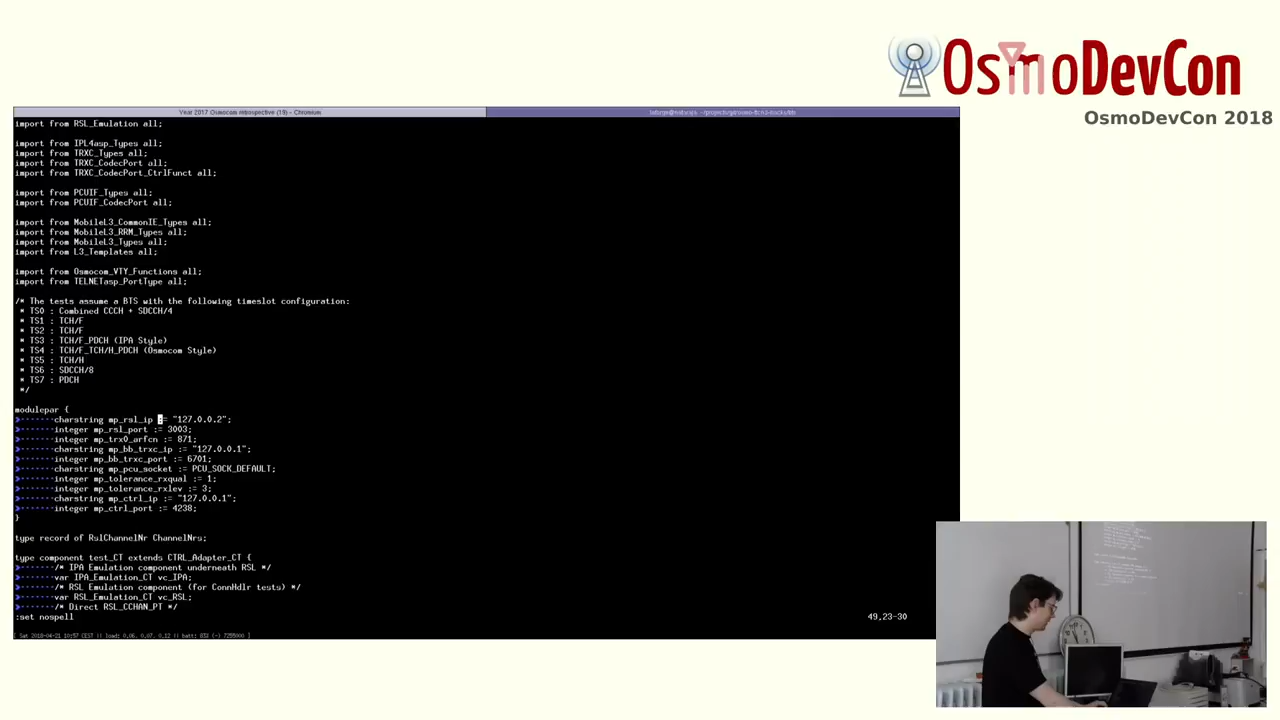 OsmoDevCon
OsmoDevCon 2018
Year 2017 Osmocom retrospective (19) - Chromium
import from RSL_Emulation all;
import from IPL4asp_Types all;
import from TRXC_Types all;
import from TRXC_CodecPort all;
import from TRXC_CodecPort_CtrlFunct all;
import from PCUIF_Types all;
import from PCUIF_CodecPort all;
import from MobileL3_CommonIE_Types all;
import from MobileL3_RRM_Types all;
import from MobileL3_Types all;
import from L3_Templates all;
import from Osmocom_VTY_Functions all;
import from TELNETasp_PortType all;
/* The tests assume a BTS with the following timeslot configuration:
* TS0 : Combined CCCH + SDCCH/4
* TS1 : TCH/F
* TS2 : TCH/F
* TS3 : TCH/F_PDCH (IPA Style)
* TS4 : TCH/F_TCH/H_PDCH (Osmocom Style)
* TS5 : TCH/H
* TS6 : SDCCH/8
* TS7 : PDCH
*/
modulepar {
>-------charstring mp_rsl_ip := "127.0.0.2";
>-------integer mp_rsl_port := 3003;
>-------integer mp_trx0_arfcn := 871;
>-------charstring mp_bb_trxc_ip := "127.0.0.1";
>-------integer mp_bb_trxc_port := 6701;
>-------charstring mp_pcu_socket := PCU_SOCK_DEFAULT;
>-------integer mp_tolerance_rxqual := 1;
>-------integer mp_tolerance_rxlev := 3;
>-------charstring mp_ctrl_ip := "127.0.0.1";
>-------integer mp_ctrl_port := 4238;
}
type record of RslChannelNr ChannelNrs;
type component test_CT extends CTRL_Adapter_CT {
>-------/* IPA Emulation component underneath RSL */
>-------var IPA_Emulation_CT vc_IPA;
>-------/* RSL Emulation component (for ConnHdlr tests) */
>-------var RSL_Emulation_CT vc_RSL;
>-------/* Direct RSL_CCHAN_PT */
:set nospell 49,23-30